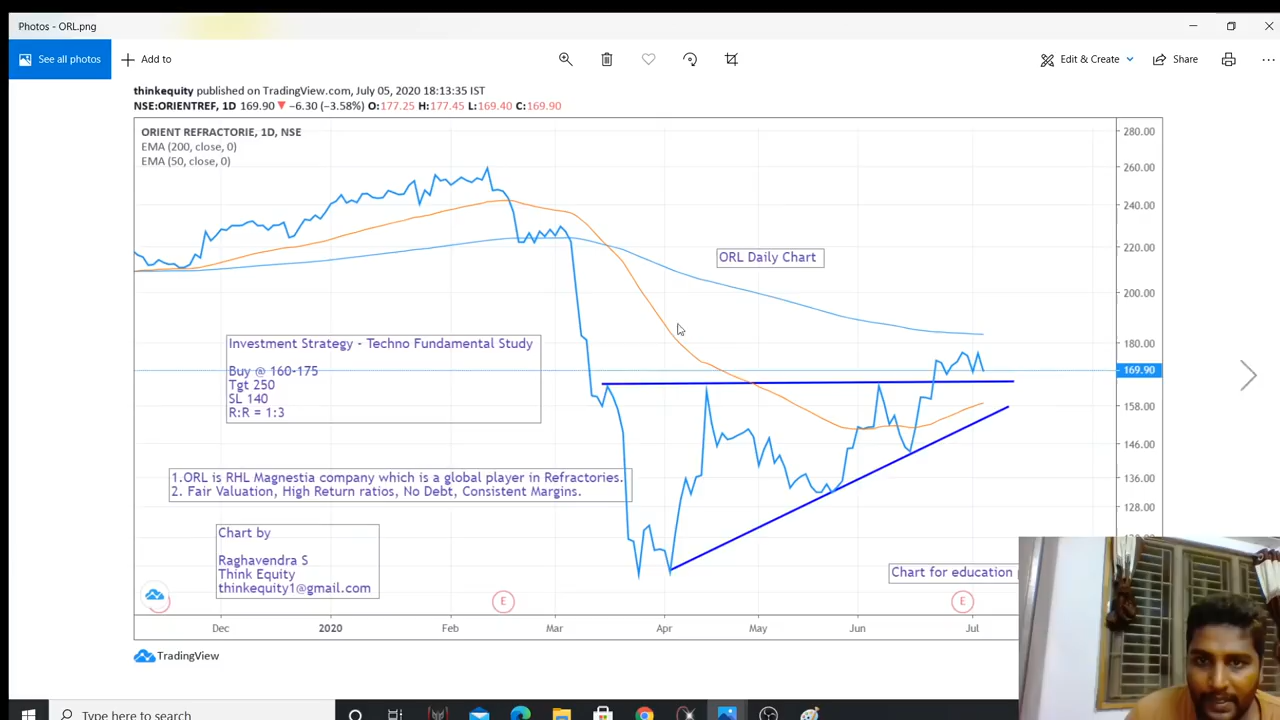 Photos - ORL.png
See all photos
Add to
Edit & Create
Share
thinkequity published on TradingView.com, July 05, 2020 18:13:35 IST
NSE:ORIENTREF, 1D 169.90 ▼ −6.30 (−3.58%) O:177.25 H:177.45 L:169.40 C:169.90
ORIENT REFRACTORIE, 1D, NSE
EMA (200, close, 0)
EMA (50, close, 0)
280.00
260.00
240.00
220.00
200.00
180.00
169.90
158.00
146.00
136.00
128.00
ORL Daily Chart
Investment Strategy - Techno Fundamental Study
Buy @ 160-175
Tgt 250
SL 140
R:R = 1:3
1.ORL is RHL Magnestia company which is a global player in Refractories.
2. Fair Valuation, High Return ratios, No Debt, Consistent Margins.
Chart by
Raghavendra S
Think Equity
thinkequity1@gmail.com
Chart for education
E
E
Dec 2020 Feb Mar Apr May Jun Jul
TradingView
Type here to search